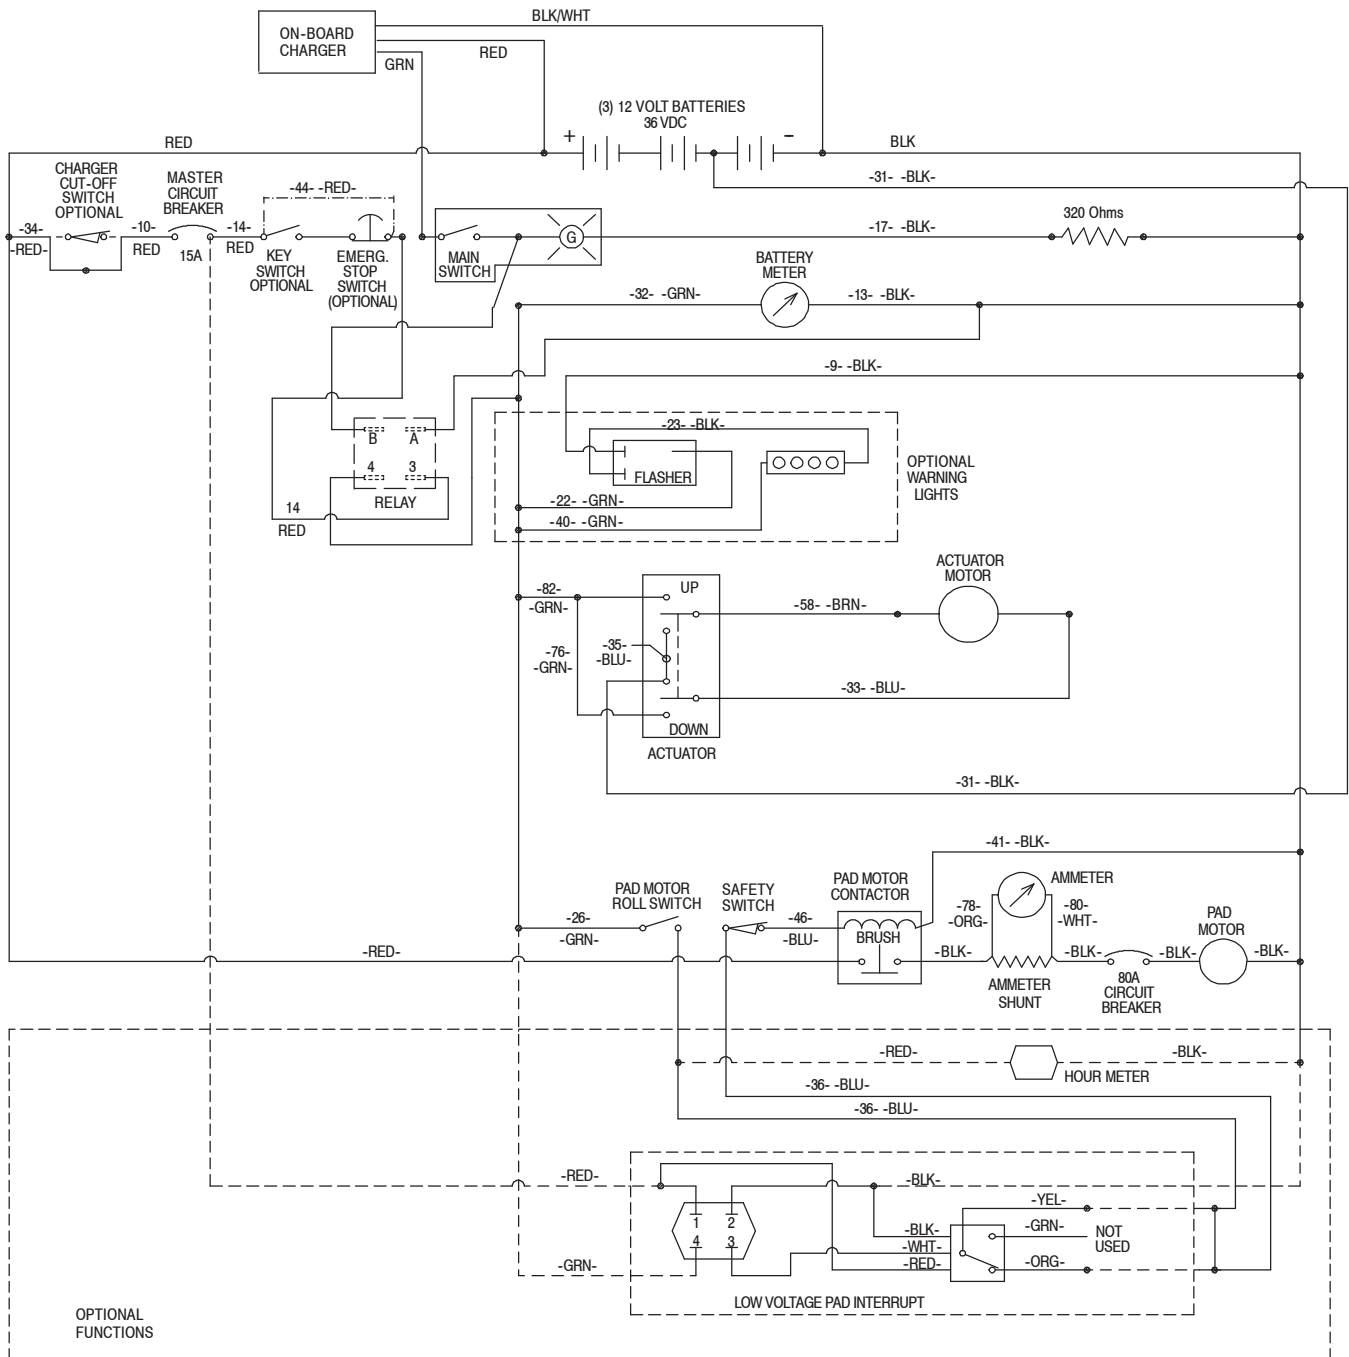 BLK/WHT
ON-BOARD
CHARGER
RED
GRN
(3) 12 VOLT BATTERIES
36 VDC
+
−
RED
BLK
CHARGER
CUT-OFF
SWITCH
OPTIONAL
MASTER
CIRCUIT
BREAKER
-44- -RED-
-31- -BLK-
320 Ohms
-34-
-RED-
-10-
RED
15A
-14-
RED
KEY
SWITCH
OPTIONAL
EMERG.
STOP
SWITCH
(OPTIONAL)
MAIN
SWITCH
G
-17- -BLK-
BATTERY
METER
-32- -GRN-
-13- -BLK-
-9- -BLK-
B A
4 3
RELAY
14
RED
-23- -BLK-
FLASHER
-22- -GRN-
-40- -GRN-
OPTIONAL
WARNING
LIGHTS
ACTUATOR
MOTOR
-82-
-GRN-
UP
-58- -BRN-
-35-
-BLU-
-76-
-GRN-
-33- -BLU-
DOWN
ACTUATOR
-31- -BLK-
-41- -BLK-
PAD MOTOR
ROLL SWITCH
SAFETY
SWITCH
PAD MOTOR
CONTACTOR
AMMETER
-78-
-ORG-
-80-
-WHT-
PAD
MOTOR
-26-
-GRN-
-46-
-BLU-
BRUSH
-RED-
-BLK-
-BLK-
-BLK-
-BLK-
AMMETER
SHUNT
80A
CIRCUIT
BREAKER
-RED-
-BLK-
HOUR METER
-36- -BLU-
-36- -BLU-
-RED-
-BLK-
-YEL-
1 2
4 3
-BLK-
-WHT-
-RED-
-GRN-
NOT
USED
-ORG-
-GRN-
LOW VOLTAGE PAD INTERRUPT
OPTIONAL
FUNCTIONS